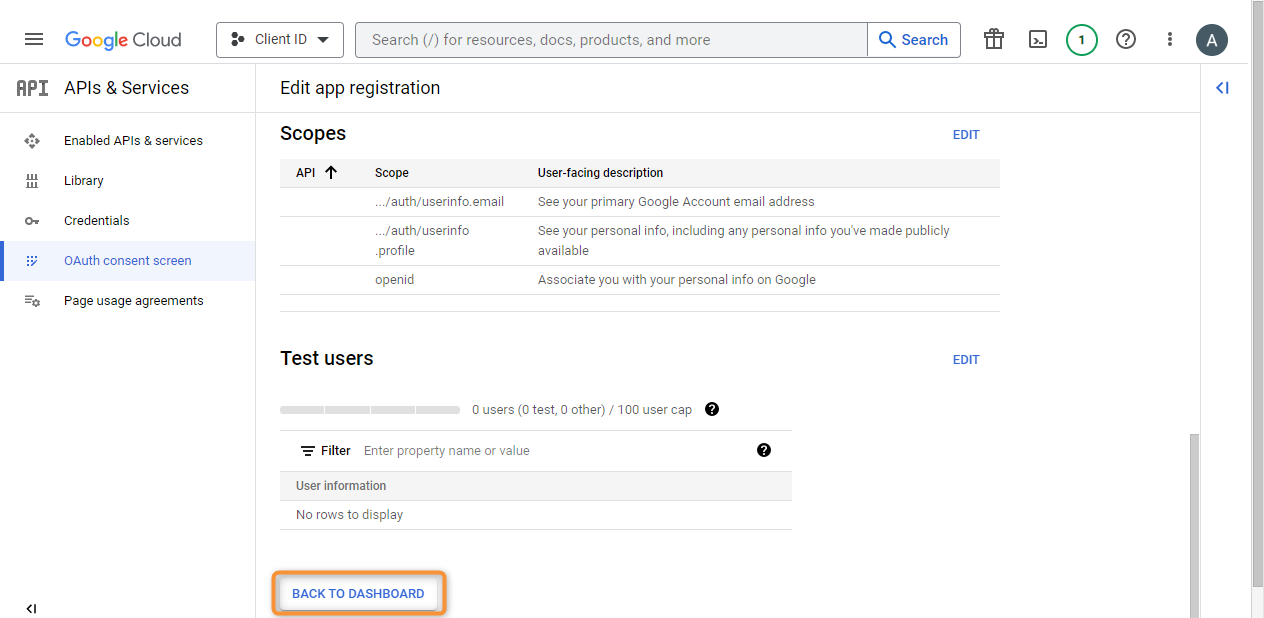 Google Cloud
Client ID
Search (/) for resources, docs, products, and more
Search
1
A
API
APIs & Services
Edit app registration
Enabled APIs & services
Library
Credentials
OAuth consent screen
Page usage agreements
Scopes
EDIT
API
Scope
User-facing description
.../auth/userinfo.email
See your primary Google Account email address
.../auth/userinfo
.profile
See your personal info, including any personal info you've made publicly
available
openid
Associate you with your personal info on Google
Test users
EDIT
0 users (0 test, 0 other) / 100 user cap
Filter
Enter property name or value
User information
No rows to display
BACK TO DASHBOARD